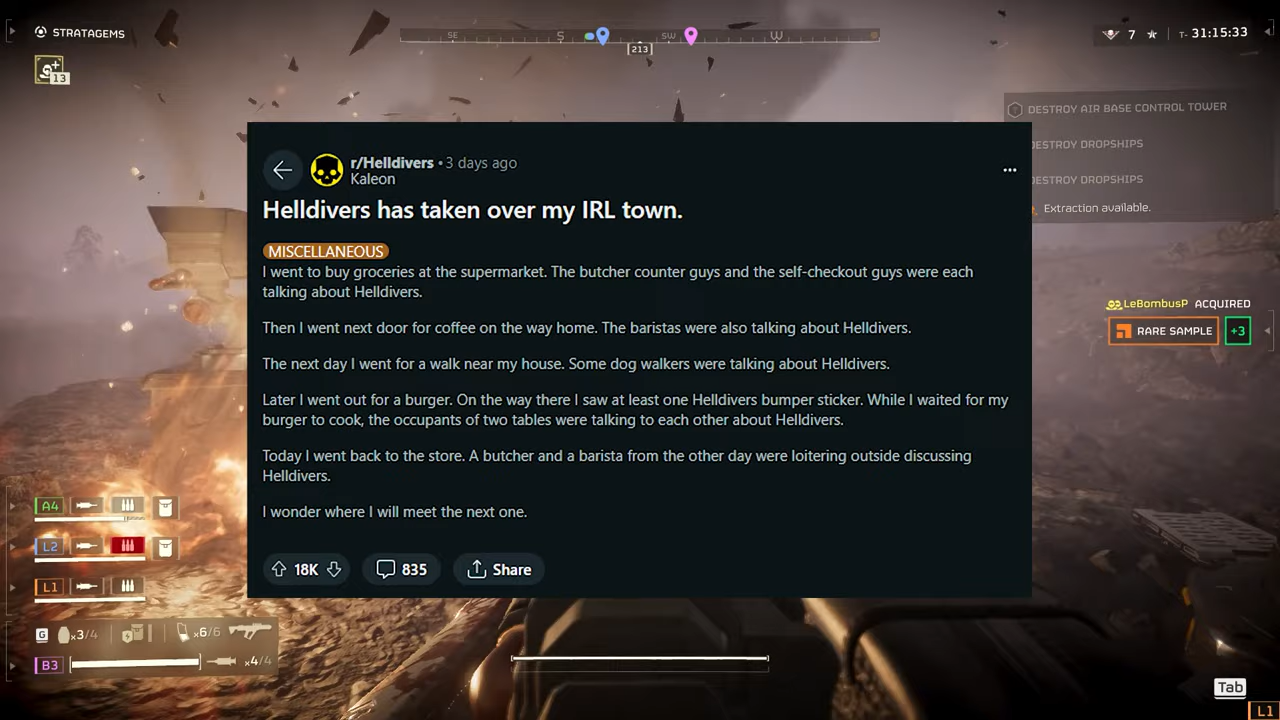 STRATAGEMS
13
SE S SW W
213
7 T- 31:15:33
DESTROY AIR BASE CONTROL TOWER
DESTROY DROPSHIPS
DESTROY DROPSHIPS
Extraction available.
LeBombusP ACQUIRED
RARE SAMPLE +3
r/Helldivers • 3 days ago
Kaleon
Helldivers has taken over my IRL town.
MISCELLANEOUS
I went to buy groceries at the supermarket. The butcher counter guys and the self-checkout guys were each
talking about Helldivers.
Then I went next door for coffee on the way home. The baristas were also talking about Helldivers.
The next day I went for a walk near my house. Some dog walkers were talking about Helldivers.
Later I went out for a burger. On the way there I saw at least one Helldivers bumper sticker. While I waited for my
burger to cook, the occupants of two tables were talking to each other about Helldivers.
Today I went back to the store. A butcher and a barista from the other day were loitering outside discussing
Helldivers.
I wonder where I will meet the next one.
18K 835 Share
A4
L2
L1
G x3/4 x6/6
B3 x4/4
Tab
L1